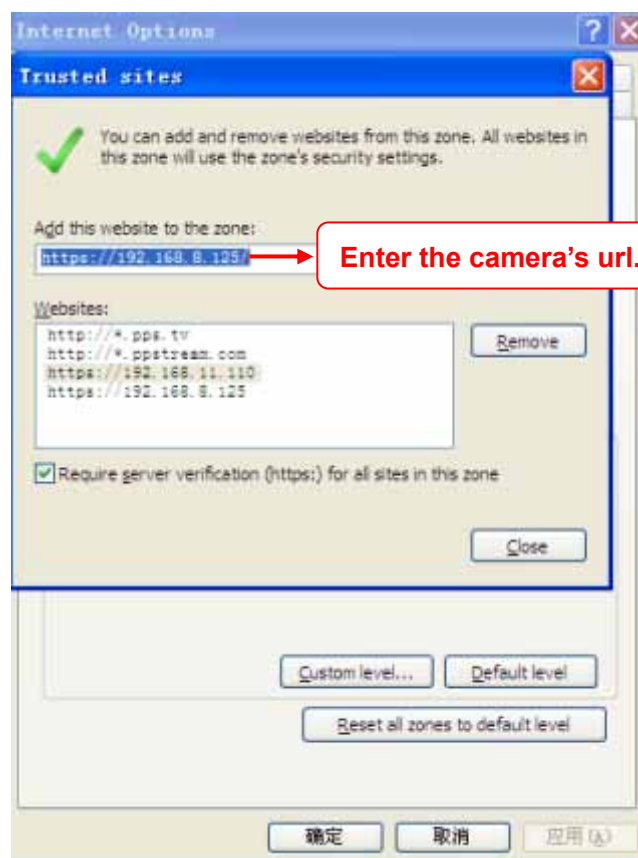 Internet Options
Trusted sites
You can add and remove websites from this zone. All websites in
this zone will use the zone's security settings.
Add this website to the zone:
https://192.168.8.125/
Enter the camera's url.
Websites:
http://*.pps.tv
http://*.ppstream.com
https://192.168.11.110
https://192.168.8.125
Remove
Require server verification (https:) for all sites in this zone
Close
Custom level...
Default level
Reset all zones to default level
确定
取消
应用(A)